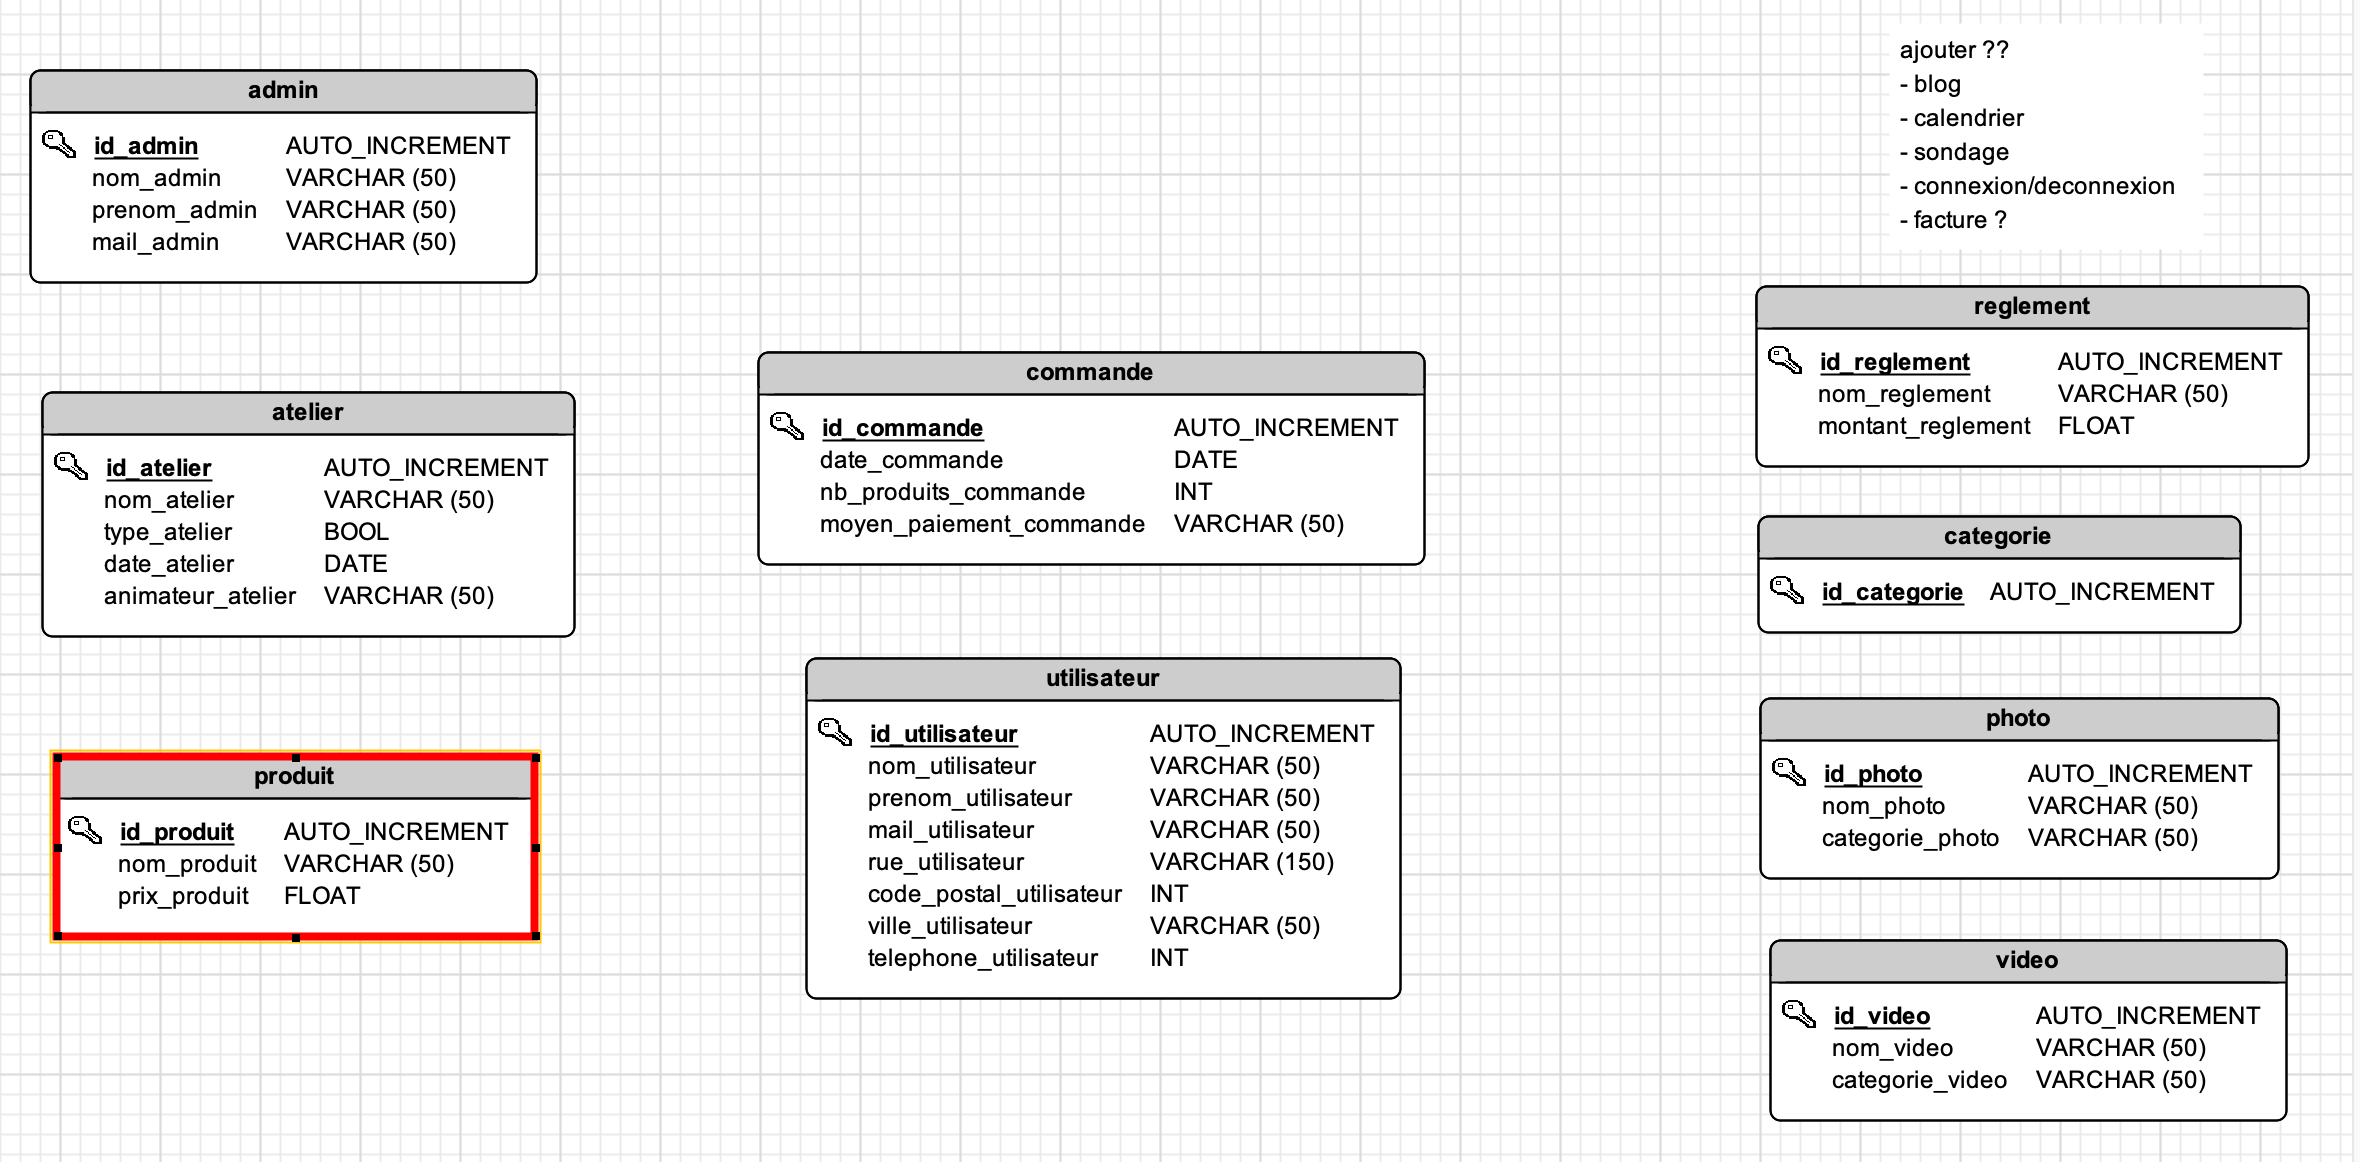 admin
id_admin AUTO_INCREMENT
nom_admin VARCHAR (50)
prenom_admin VARCHAR (50)
mail_admin VARCHAR (50)
atelier
id_atelier AUTO_INCREMENT
nom_atelier VARCHAR (50)
type_atelier BOOL
date_atelier DATE
animateur_atelier VARCHAR (50)
produit
id_produit AUTO_INCREMENT
nom_produit VARCHAR (50)
prix_produit FLOAT
commande
id_commande AUTO_INCREMENT
date_commande DATE
nb_produits_commande INT
moyen_paiement_commande VARCHAR (50)
utilisateur
id_utilisateur AUTO_INCREMENT
nom_utilisateur VARCHAR (50)
prenom_utilisateur VARCHAR (50)
mail_utilisateur VARCHAR (50)
rue_utilisateur VARCHAR (150)
code_postal_utilisateur INT
ville_utilisateur VARCHAR (50)
telephone_utilisateur INT
ajouter ??
- blog
- calendrier
- sondage
- connexion/deconnexion
- facture ?
reglement
id_reglement AUTO_INCREMENT
nom_reglement VARCHAR (50)
montant_reglement FLOAT
categorie
id_categorie AUTO_INCREMENT
photo
id_photo AUTO_INCREMENT
nom_photo VARCHAR (50)
categorie_photo VARCHAR (50)
video
id_video AUTO_INCREMENT
nom_video VARCHAR (50)
categorie_video VARCHAR (50)